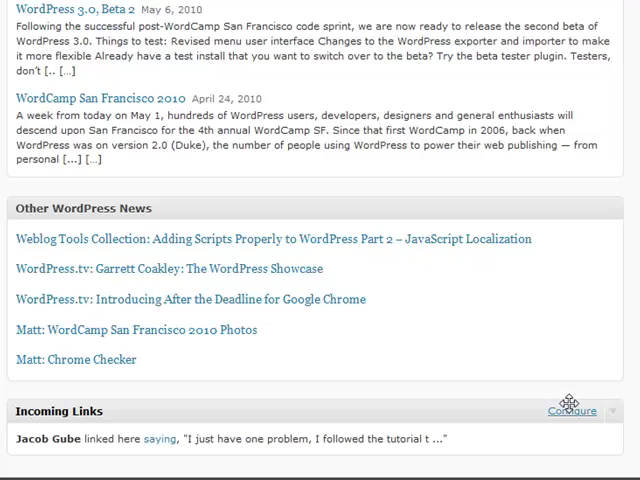 WordPress 3.0, Beta 2 May 6, 2010
Following the successful post-WordCamp San Francisco code sprint, we are now ready to release the second beta of
WordPress 3.0. Things to test: Revised menu user interface Changes to the WordPress exporter and importer to make
it more flexible Already have a test install that you want to switch over to the beta? Try the beta tester plugin. Testers,
don’t [.. […]
WordCamp San Francisco 2010 April 24, 2010
A week from today on May 1, hundreds of WordPress users, developers, designers and general enthusiasts will
descend upon San Francisco for the 4th annual WordCamp SF. Since that first WordCamp in 2006, back when
WordPress was on version 2.0 (Duke), the number of people using WordPress to power their web publishing — from
personal [...] […]
Other WordPress News
Weblog Tools Collection: Adding Scripts Properly to WordPress Part 2 – JavaScript Localization
WordPress.tv: Garrett Coakley: The WordPress Showcase
WordPress.tv: Introducing After the Deadline for Google Chrome
Matt: WordCamp San Francisco 2010 Photos
Matt: Chrome Checker
Incoming Links Configure
Jacob Gube linked here saying, "I just have one problem, I followed the tutorial t ..."